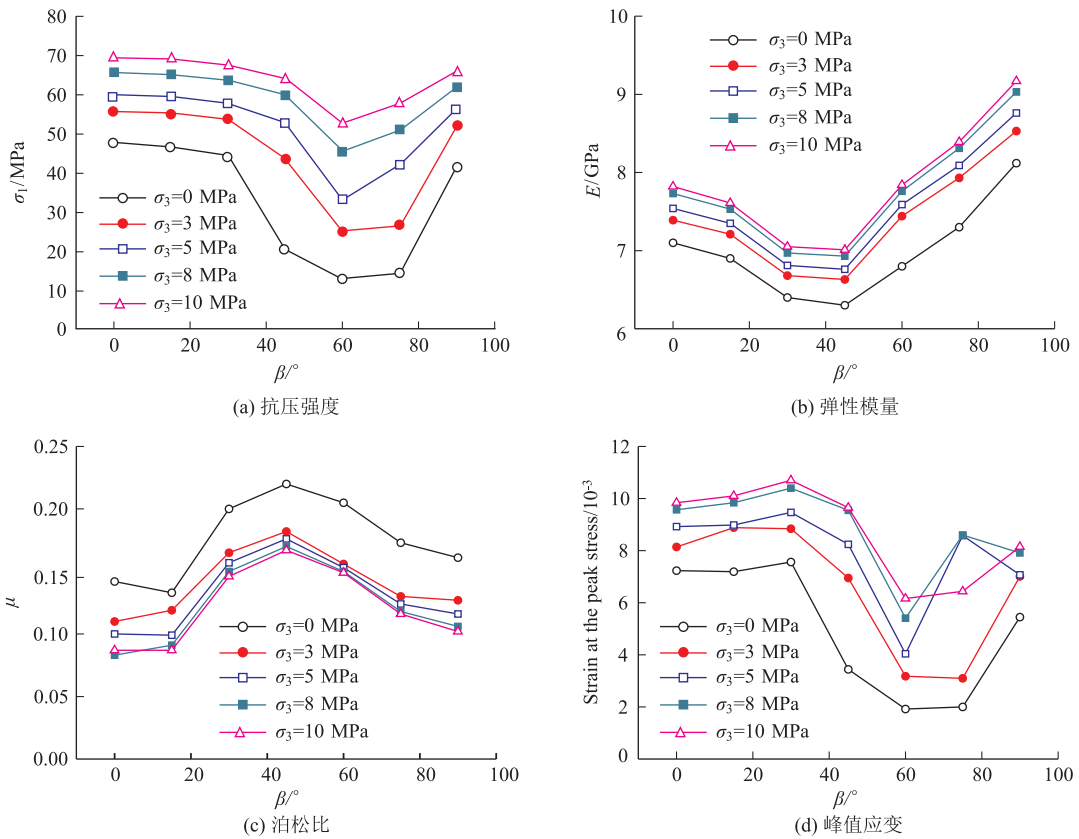 80
70
60
50
40
30
20
10
0
σ1/MPa
σ3=0 MPa
σ3=3 MPa
σ3=5 MPa
σ3=8 MPa
σ3=10 MPa
0 20 40 60 80 100
β/°
(a) 抗压强度
10
9
8
7
6
E/GPa
σ3=0 MPa
σ3=3 MPa
σ3=5 MPa
σ3=8 MPa
σ3=10 MPa
0 20 40 60 80 100
β/°
(b) 弹性模量
0.25
0.20
0.15
0.10
0.05
0.00
μ
σ3=0 MPa
σ3=3 MPa
σ3=5 MPa
σ3=8 MPa
σ3=10 MPa
0 20 40 60 80 100
β/°
(c) 泊松比
12
10
8
6
4
2
0
Strain at the peak stress/10-3
σ3=0 MPa
σ3=3 MPa
σ3=5 MPa
σ3=8 MPa
σ3=10 MPa
0 20 40 60 80 100
β/°
(d) 峰值应变